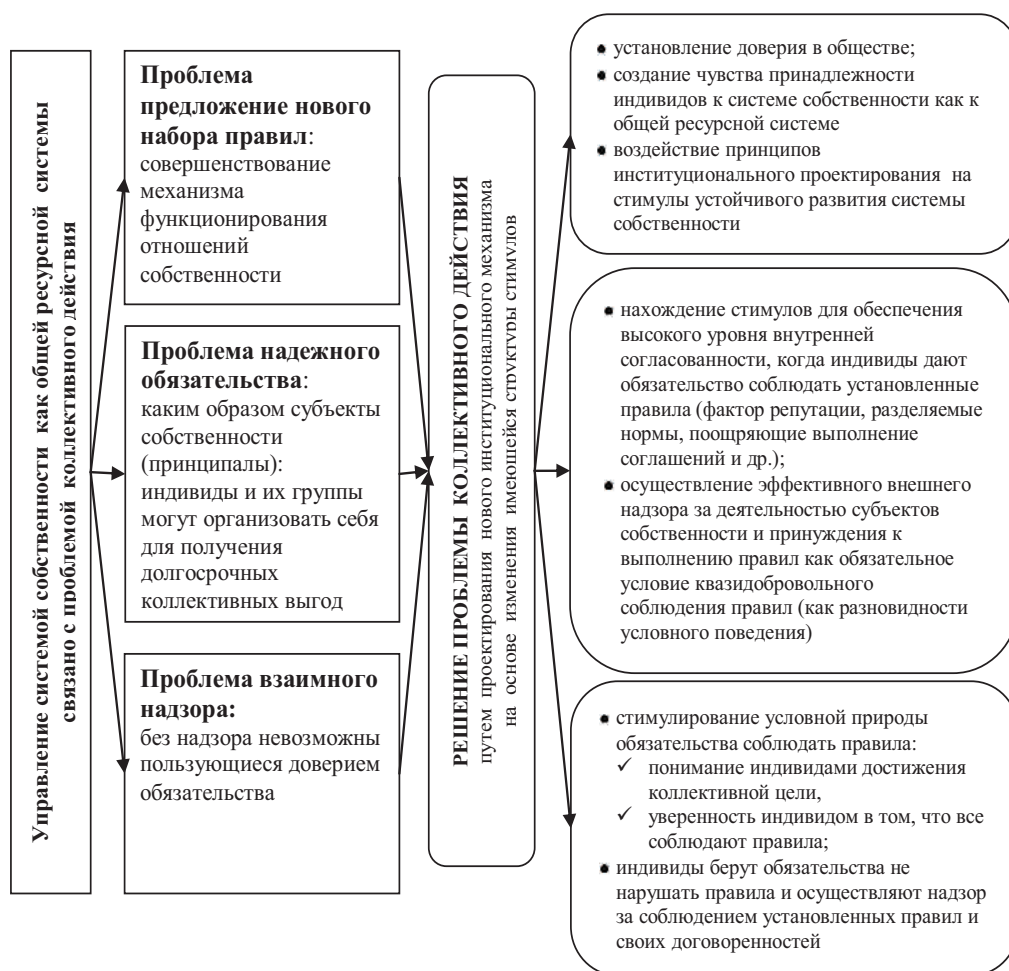 Управление системой собственности как общей ресурсной системы
связано с проблемой коллективного действия
Проблема
предложение нового
набора правил:
совершенствование
механизма
функционирования
отношений
собственности
Проблема надежного
обязательства:
каким образом субъекты
собственности
(принципалы):
индивиды и их группы
могут организовать себя
для получения
долгосрочных
коллективных выгод
Проблема взаимного
надзора:
без надзора невозможны
пользующиеся доверием
обязательства
РЕШЕНИЕ ПРОБЛЕМЫ КОЛЛЕКТИВНОГО ДЕЙСТВИЯ
путем проектирования нового институционального механизма
на основе изменения имеющейся структуры стимулов
• установление доверия в обществе;
• создание чувства принадлежности
индивидов к системе собственности как к
общей ресурсной системе
• воздействие принципов
институционального проектирования на
стимулы устойчивого развития системы
собственности
• нахождение стимулов для обеспечения
высокого уровня внутренней
согласованности, когда индивиды дают
обязательство соблюдать установленные
правила (фактор репутации, разделяемые
нормы, поощряющие выполнение
соглашений и др.);
• осуществление эффективного внешнего
надзора за деятельностью субъектов
собственности и принуждения к
выполнению правил как обязательное
условие квазидобровольного
соблюдения правил (как разновидности
условного поведения)
• стимулирование условной природы
обязательства соблюдать правила:
✓ понимание индивидами достижения
коллективной цели,
✓ уверенность индивидом в том, что все
соблюдают правила;
• индивиды берут обязательства не
нарушать правила и осуществляют надзор
за соблюдением установленных правил и
своих договоренностей